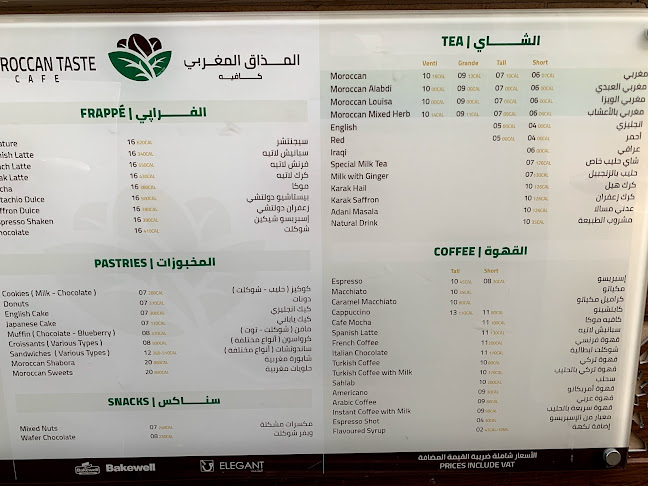 ROCCAN TASTE
CAFE
المذاق المغربي
كافيه
FRAPPÉ | الفرابي
ature 16 سيجنتشر
nish Latte 16 سبانيش لاتيه
nch Latte 16 فرنش لاتيه
ak Latte 16 كرك لاتيه
cha 16 موكا
tachio Dulce 16 بيستاشيو دولتشي
ffron Dulce 16 زعفران دولتشي
presso Shaken 16 إسبريسو شيكين
hocolate 16 شوكلت
PASTRIES | المخبوزات
Cookies ( Milk - Chocolate ) 07 كوكيز ( حليب - شوكلت )
Donuts 07 دونات
English Cake 07 كيك انجليزي
Japanese Cake 07 كيك ياباني
Muffin ( Chocolate - Blueberry ) 08 مافن ( شوكلت - توت )
Croissants ( Various Types ) 08 كرواسون ( أنواع مختلفة )
Sandwiches ( Various Types ) 12 ساندوتشات ( أنواع مختلفة )
Moroccan Shabora 20 شابورة مغربية
Moroccan Sweets 20 حلويات مغربية
SNACKS | سناكس
Mixed Nuts 07 مكسرات مشكلة
Wafer Chocolate 08 ويفر شوكلت
Bakewell
ELEGANT
TEA | الشاي
Venti Grande Tall Short
Moroccan 10 09 07 06 مغربي
Moroccan Alabdi 10 09 07 06 مغربي العبدي
Moroccan Louisa 10 09 07 06 مغربي الويزا
Moroccan Mixed Herb 10 09 07 06 مغربي بالأعشاب
English 05 04 انجليزي
Red 05 04 أحمر
Iraqi 06 عراقي
Special Milk Tea 07 شاي حليب خاص
Milk with Ginger 07 حليب بالزنجبيل
Karak Hail 10 كرك هيل
Karak Saffron 10 كرك زعفران
Adani Masala 10 عدني مسالا
Natural Drink 10 مشروب الطبيعة
COFFEE | القهوة
Tall Short
Espresso 10 08 إسبريسو
Macchiato 10 مكياتو
Caramel Macchiato 10 كراميل مكياتو
Cappuccino 13 11 كابتشينو
Cafe Mocha 11 كافيه موكا
Spanish Latte 11 سبانيش لاتيه
French Coffee 11 قهوة فرنسي
Italian Chocolate 11 شوكلت ايطالية
Turkish Coffee 10 قهوة تركي
Turkish Coffee with Milk 10 قهوة تركي بالحليب
Sahlab 10 سحلب
Americano 09 قهوة أمريكانو
Arabic Coffee 09 قهوة عربي
Instant Coffee with Milk 09 قهوة سريعة بالحليب
Espresso Shot 04 مقدار من الإسبريسو
Flavoured Syrup 02 إضافة نكهة
الأسعار شاملة ضريبة القيمة المضافة
PRICES INCLUDE VAT